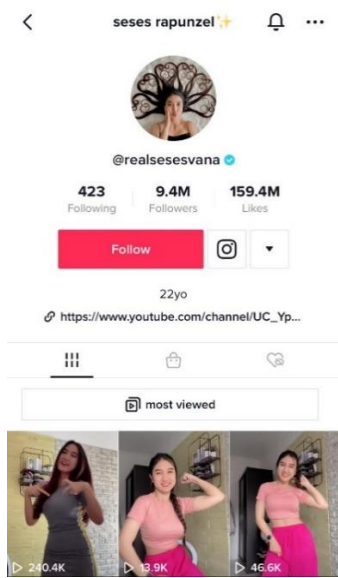 seses rapunzel✨
@realsesesvana
423 9.4M 159.4M
Following Followers Likes
Follow
22yo
https://www.youtube.com/channel/UC_Yp...
most viewed
240.4K 13.9K 46.6K